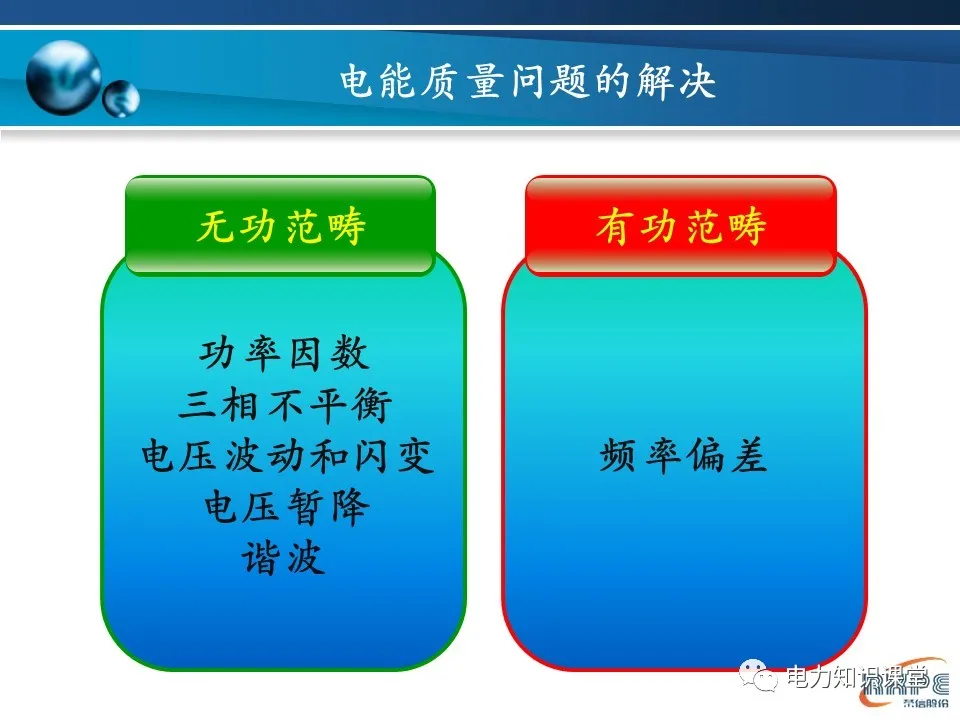 电能质量问题的解决
无功范畴
功率因数
三相不平衡
电压波动和闪变
电压暂降
谐波
有功范畴
频率偏差
电力知识课堂
荣信股份